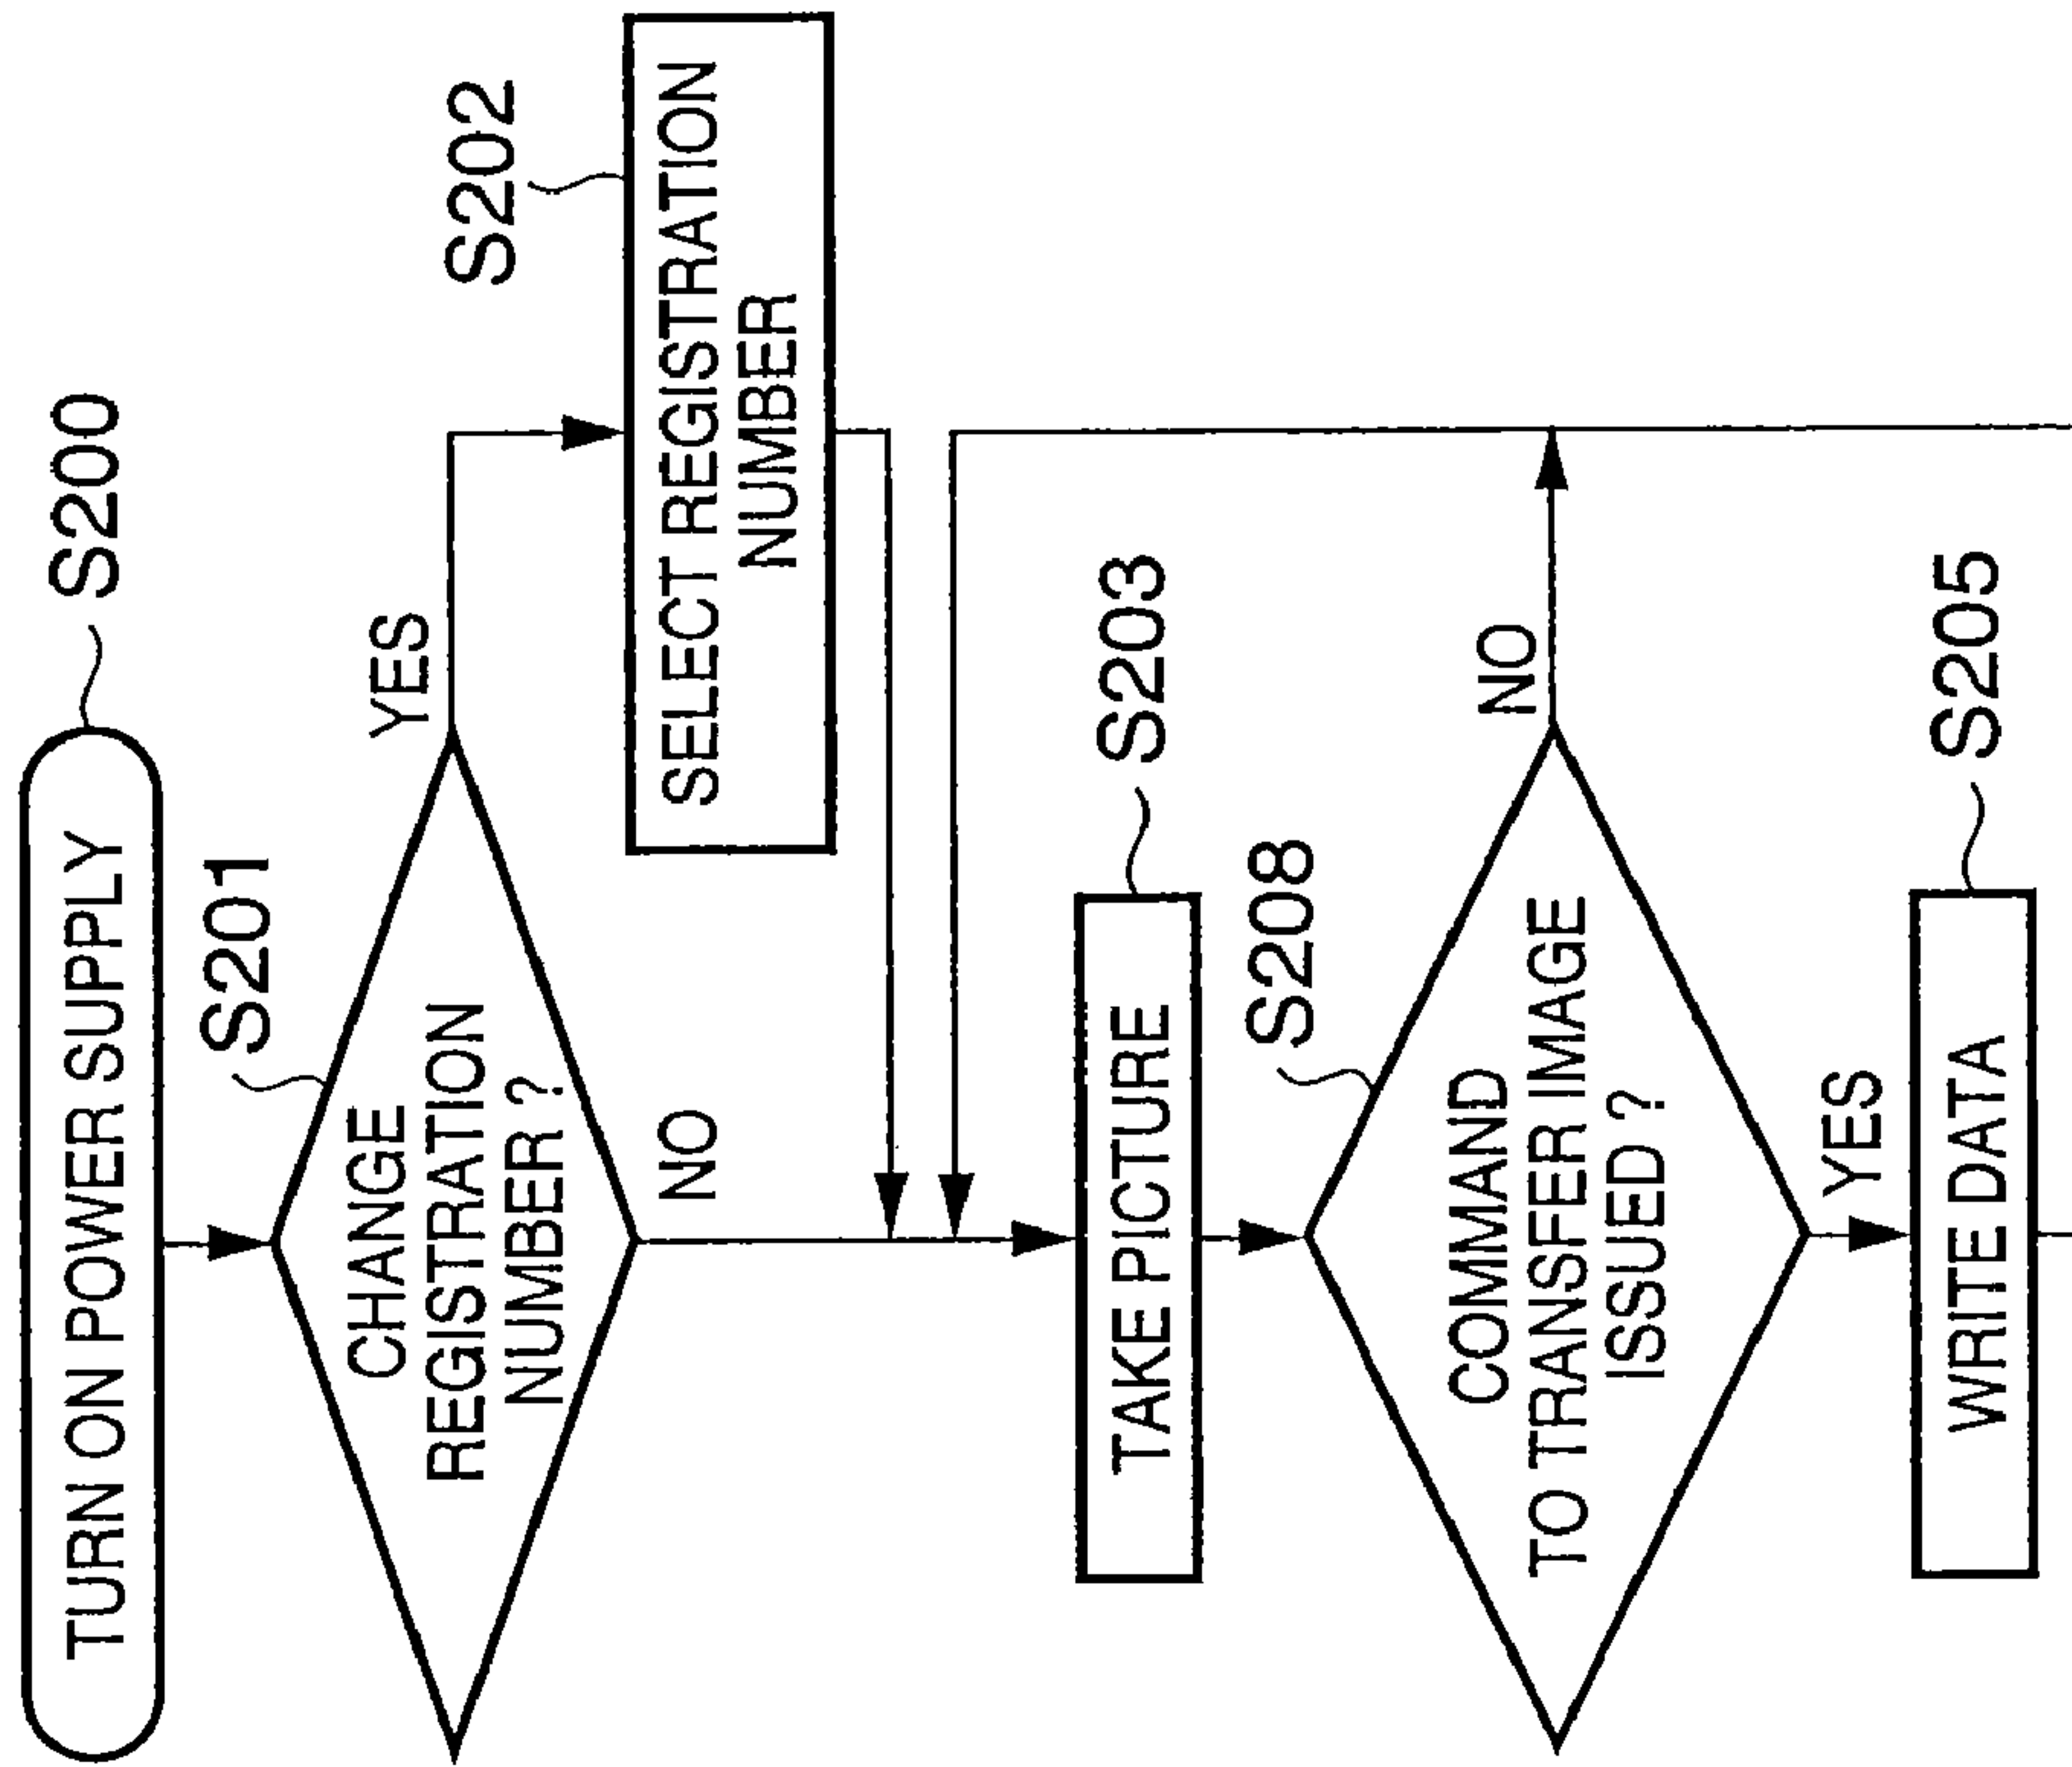 TURN ON POWER SUPPLY
S200
S201
CHANGE
REGISTRATION
NUMBER ?
YES
NO
S202
SELECT REGISTRATION
NUMBER
S203
TAKE PICTURE
S208
COMMAND
TO TRANSFER IMAGE
ISSUED ?
NO
YES
S205
WRITE DATA